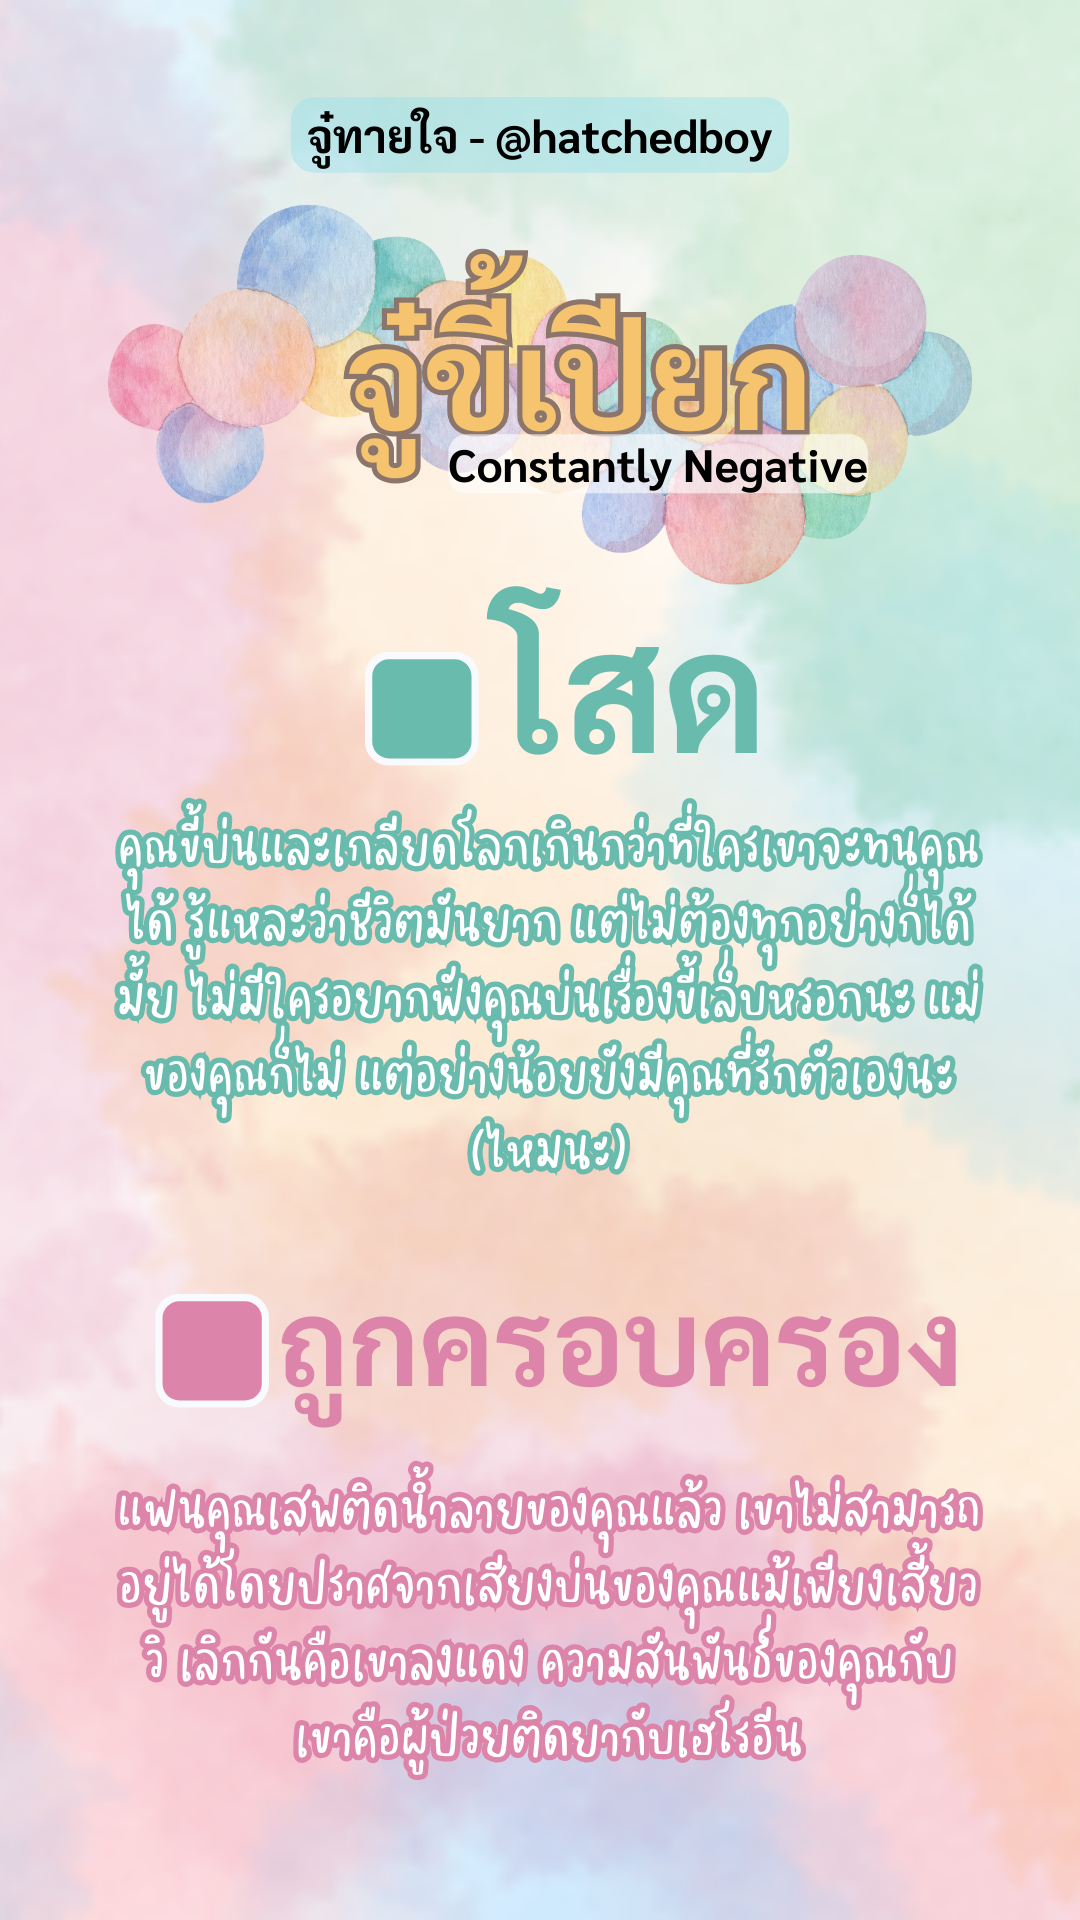 จู๋ทายใจ - @hatchedboy
จู๋ขี้เปียก
Constantly Negative
โสด
คุณขี้บ่นและเกลียดโลกเกินกว่าที่ใครเขาจะทนคุณ
ได้ รู้แหละว่าชีวิตมันยาก แต่ไม่ต้องทุกอย่างก็ได้
มั้ย ไม่มีใครอยากฟังคุณบ่นเรื่องขี้เล็บหรอกนะ แม่
ของคุณก็ไม่ แต่อย่างน้อยยังมีคุณที่รักตัวเองนะ
(ไหมนะ)
ถูกครอบครอง
แฟนคุณเสพติดน้ำลายของคุณแล้ว เขาไม่สามารถ
อยู่ได้โดยปราศจากเสียงบ่นของคุณแม้เพียงเสี้ยว
วิ เลิกกันคือเขาลงแดง ความสัมพันธ์ของคุณกับ
เขาคือผู้ป่วยติดยากับเฮโรอีน